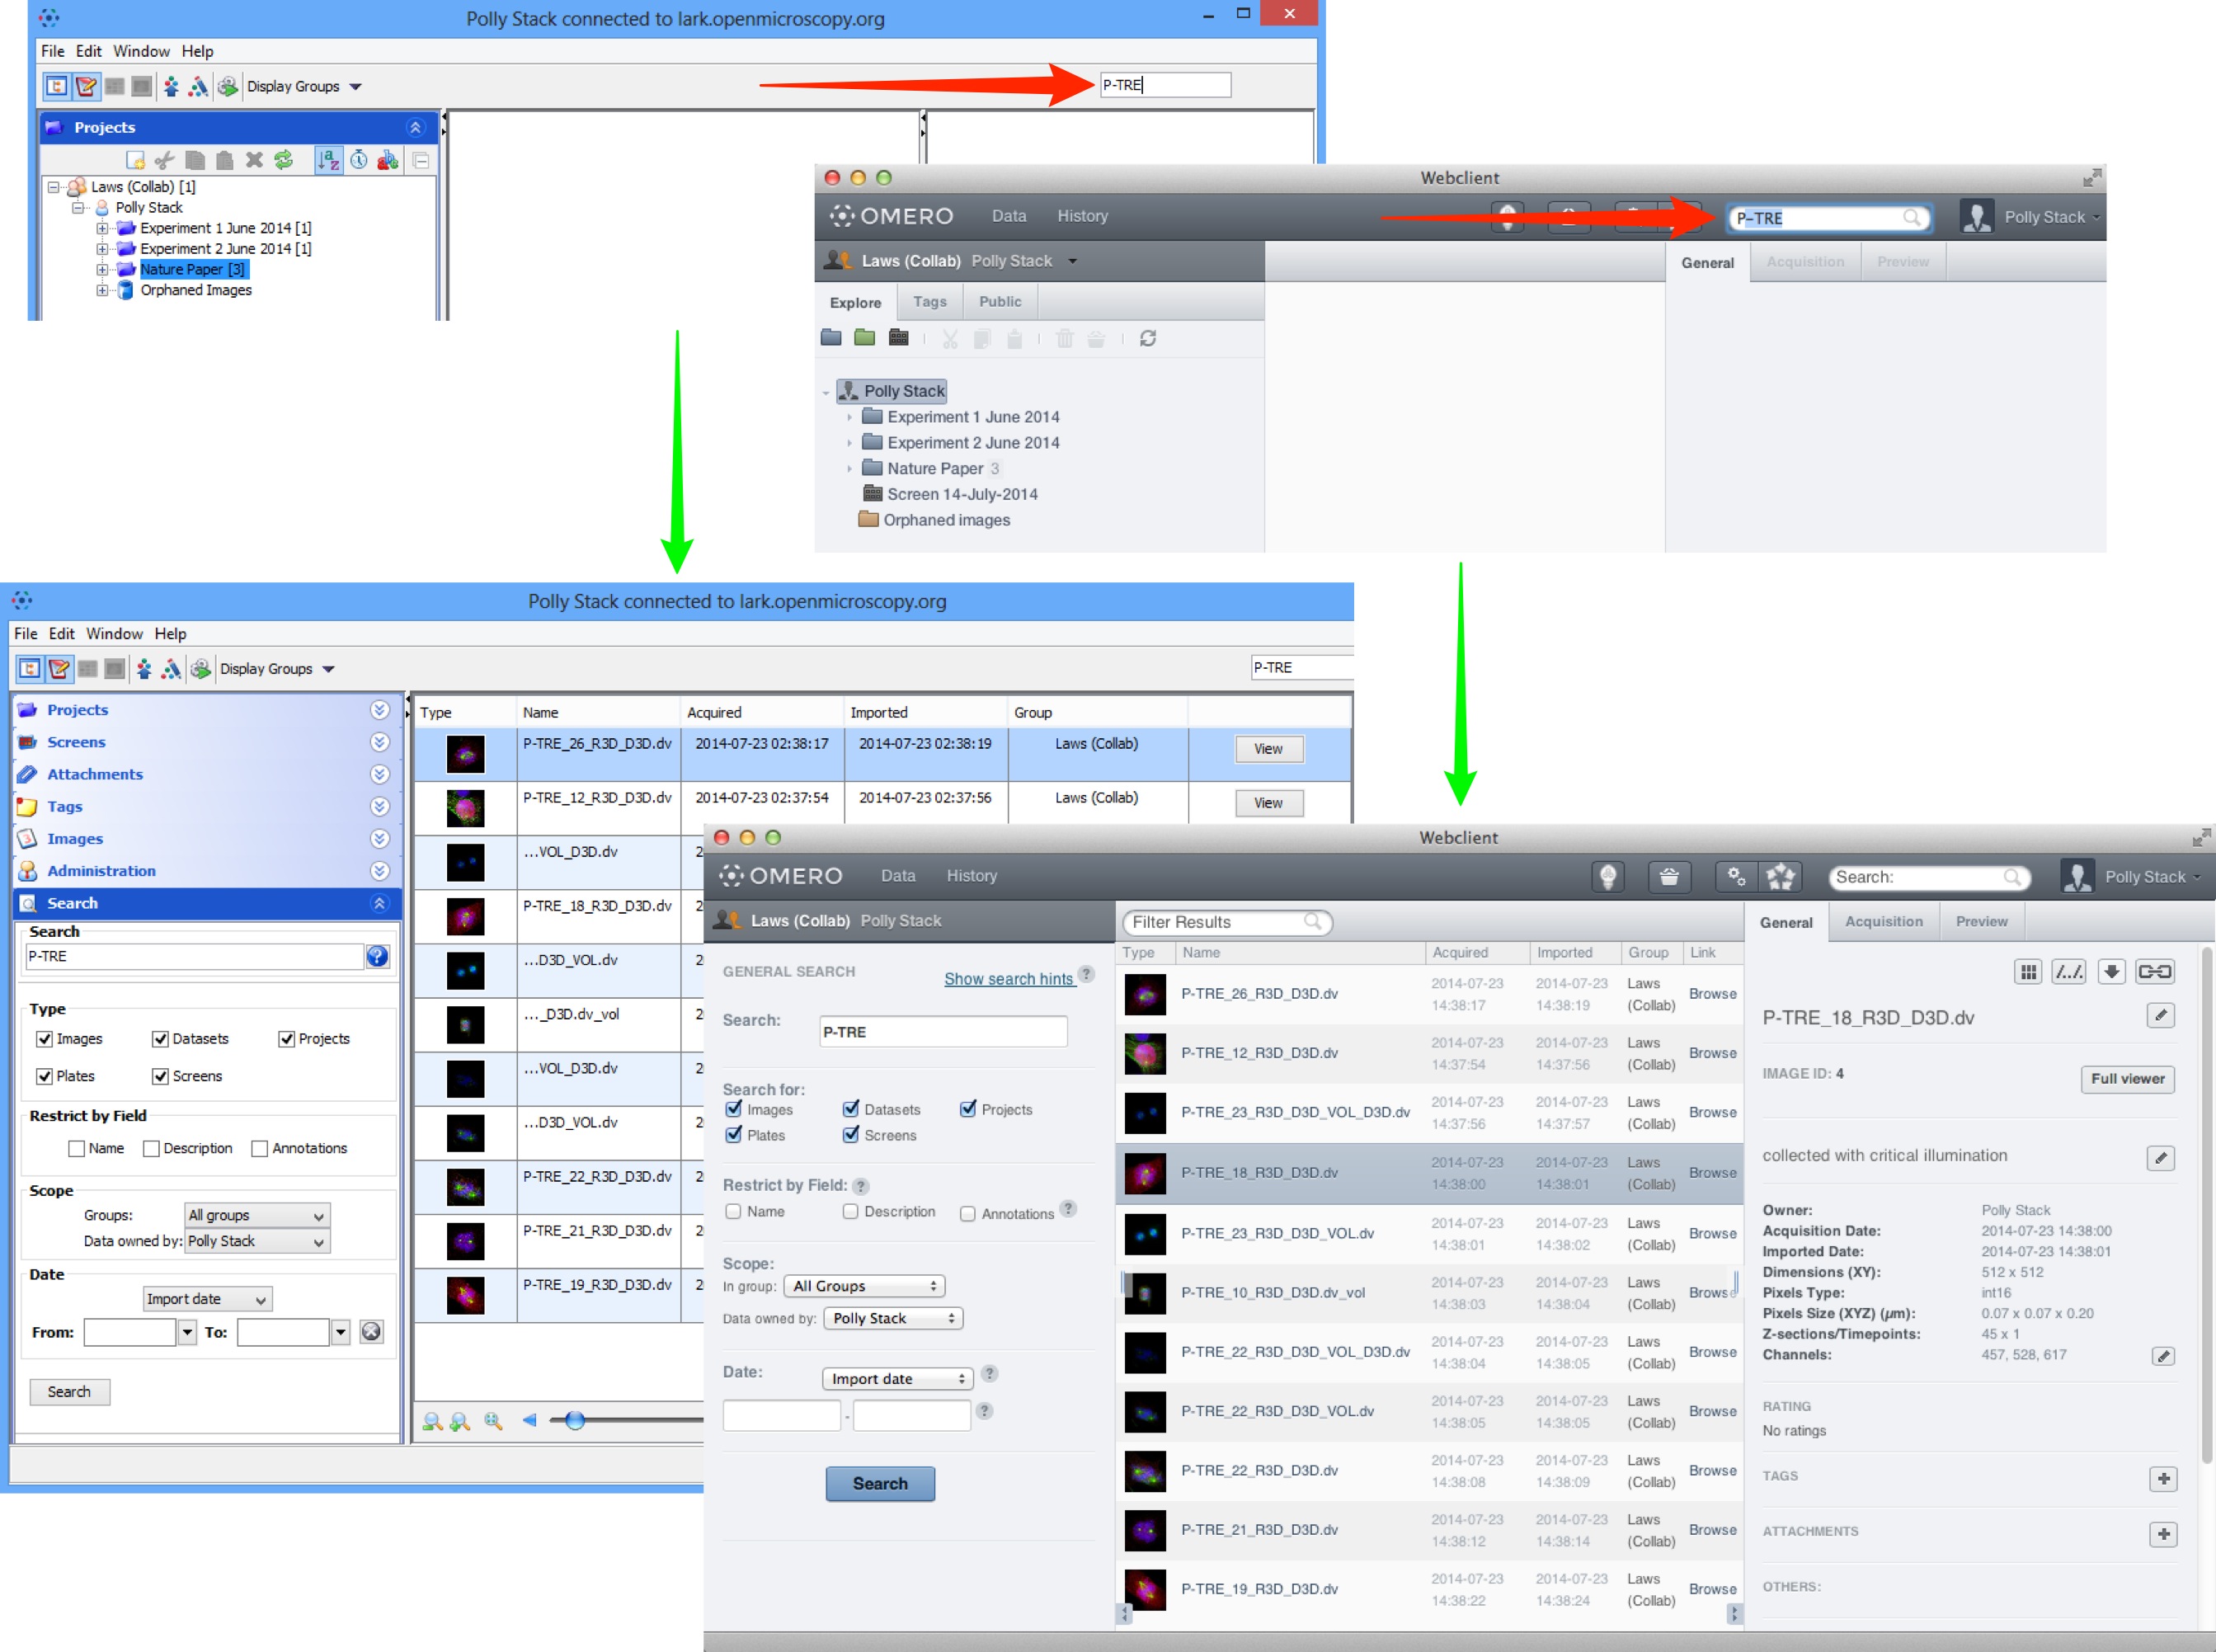 Polly Stack connected to lark.openmicroscopy.org
File Edit Window Help
Display Groups
P-TRE
Projects
Laws (Collab) [1]
Polly Stack
Experiment 1 June 2014 [1]
Experiment 2 June 2014 [1]
Nature Paper [3]
Orphaned Images
Webclient
OMERO Data History P-TRE Polly Stack
Laws (Collab) Polly Stack
General Acquisition Preview
Explore Tags Public
Polly Stack
Experiment 1 June 2014
Experiment 2 June 2014
Nature Paper 3
Screen 14-July-2014
Orphaned images
Polly Stack connected to lark.openmicroscopy.org
File Edit Window Help
Display Groups
P-TRE
Projects
Screens
Attachments
Tags
Images
Administration
Search
Search
P-TRE
Type
Images Datasets Projects
Plates Screens
Restrict by Field
Name Description Annotations
Scope
Groups: All groups
Data owned by: Polly Stack
Date
Import date
From: To:
Search
Type Name Acquired Imported Group
P-TRE_26_R3D_D3D.dv 2014-07-23 02:38:17 2014-07-23 02:38:19 Laws (Collab) View
P-TRE_12_R3D_D3D.dv 2014-07-23 02:37:54 2014-07-23 02:37:56 Laws (Collab) View
...VOL_D3D.dv 2
P-TRE_18_R3D_D3D.dv 2
...D3D_VOL.dv 2
..._D3D.dv_vol 2
...VOL_D3D.dv 2
...D3D_VOL.dv 2
P-TRE_22_R3D_D3D.dv 2
P-TRE_21_R3D_D3D.dv 2
P-TRE_19_R3D_D3D.dv 2
Webclient
OMERO Data History Search: Polly Stack
Laws (Collab) Polly Stack
GENERAL SEARCH Show search hints ?
Search: P-TRE
Search for:
Images Datasets Projects
Plates Screens
Restrict by Field: ?
Name Description Annotations ?
Scope:
In group: All Groups
Data owned by: Polly Stack
Date: Import date ?
- ?
Search
Filter Results
Type Name Acquired Imported Group Link
P-TRE_26_R3D_D3D.dv 2014-07-23 14:38:17 2014-07-23 14:38:19 Laws (Collab) Browse
P-TRE_12_R3D_D3D.dv 2014-07-23 14:37:54 2014-07-23 14:37:56 Laws (Collab) Browse
P-TRE_23_R3D_D3D_VOL_D3D.dv 2014-07-23 14:37:56 2014-07-23 14:37:57 Laws (Collab) Browse
P-TRE_18_R3D_D3D.dv 2014-07-23 14:38:00 2014-07-23 14:38:01 Laws (Collab) Browse
P-TRE_23_R3D_D3D_VOL.dv 2014-07-23 14:38:01 2014-07-23 14:38:02 Laws (Collab) Browse
P-TRE_10_R3D_D3D.dv_vol 2014-07-23 14:38:03 2014-07-23 14:38:04 Laws (Collab) Browse
P-TRE_22_R3D_D3D_VOL_D3D.dv 2014-07-23 14:38:04 2014-07-23 14:38:05 Laws (Collab) Browse
P-TRE_22_R3D_D3D_VOL.dv 2014-07-23 14:38:05 2014-07-23 14:38:05 Laws (Collab) Browse
P-TRE_22_R3D_D3D.dv 2014-07-23 14:38:08 2014-07-23 14:38:09 Laws (Collab) Browse
P-TRE_21_R3D_D3D.dv 2014-07-23 14:38:12 2014-07-23 14:38:14 Laws (Collab) Browse
P-TRE_19_R3D_D3D.dv 2014-07-23 14:38:22 2014-07-23 14:38:24 Laws (Collab) Browse
General Acquisition Preview
P-TRE_18_R3D_D3D.dv
IMAGE ID: 4 Full viewer
collected with critical illumination
Owner: Polly Stack
Acquisition Date: 2014-07-23 14:38:00
Imported Date: 2014-07-23 14:38:01
Dimensions (XY): 512 x 512
Pixels Type: int16
Pixels Size (XYZ) (µm): 0.07 x 0.07 x 0.20
Z-sections/Timepoints: 45 x 1
Channels: 457, 528, 617
RATING
No ratings
TAGS
ATTACHMENTS
OTHERS: